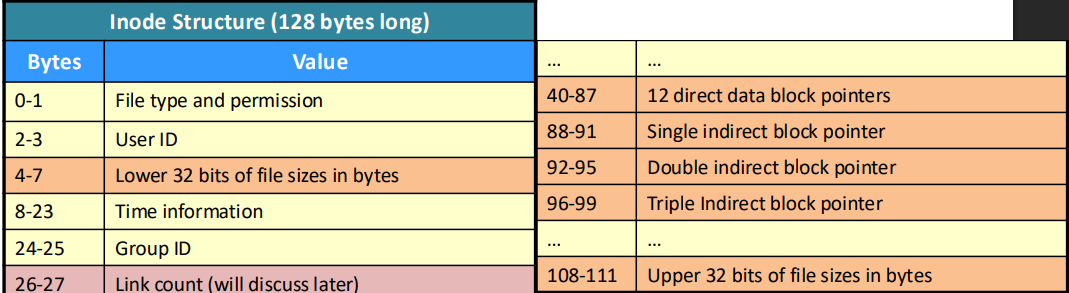 Inode Structure (128 bytes long)
Bytes Value
0-1 File type and permission
2-3 User ID
4-7 Lower 32 bits of file sizes in bytes
8-23 Time information
24-25 Group ID
26-27 Link count (will discuss later)
... ...
40-87 12 direct data block pointers
88-91 Single indirect block pointer
92-95 Double indirect block pointer
96-99 Triple Indirect block pointer
... ...
108-111 Upper 32 bits of file sizes in bytes